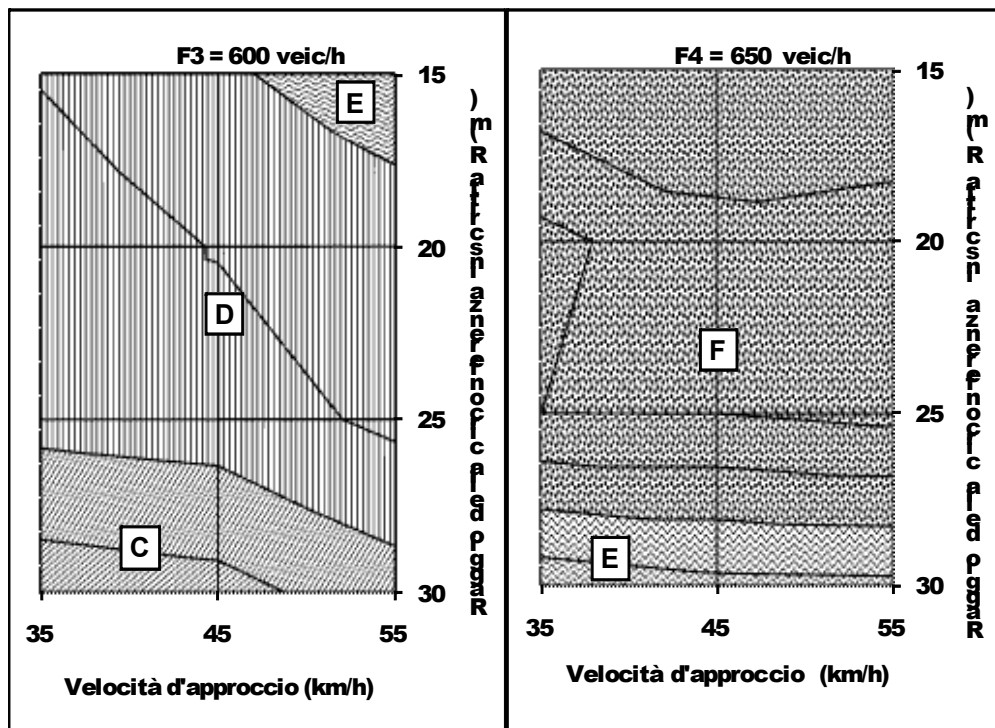 F3 = 600 veic/h
15
20
25
30
35
45
55
E
D
C
Velocità d'approccio (km/h)
F4 = 650 veic/h
15
20
25
30
35
45
55
F
E
Velocità d'approccio (km/h)